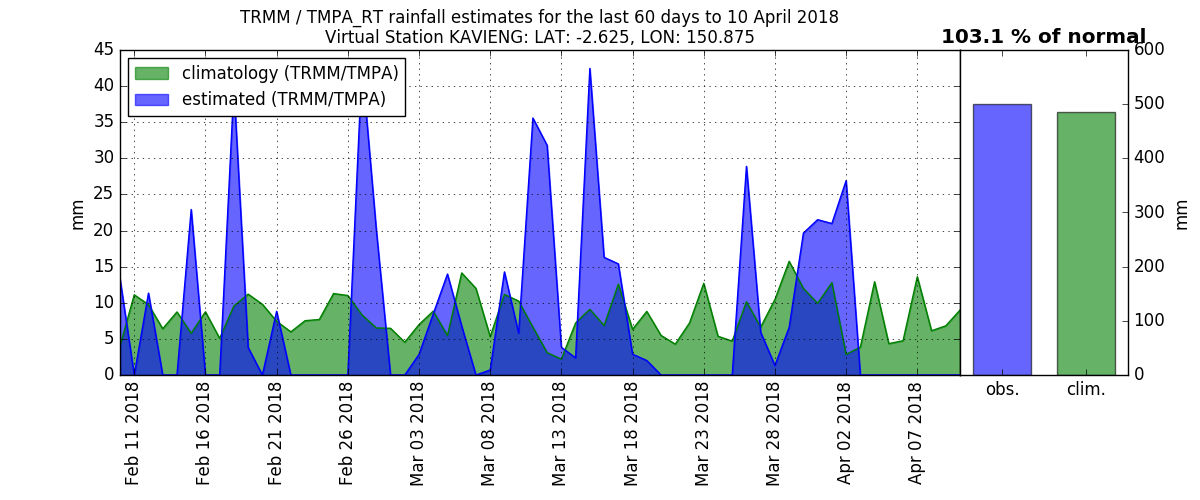 TRMM / TMPA_RT rainfall estimates for the last 60 days to 10 April 2018
Virtual Station KAVIENG: LAT: -2.625, LON: 150.875
103.1 % of normal
climatology (TRMM/TMPA)
estimated (TRMM/TMPA)
mm
45
40
35
30
25
20
15
10
5
0
Feb 11 2018
Feb 16 2018
Feb 21 2018
Feb 26 2018
Mar 03 2018
Mar 08 2018
Mar 13 2018
Mar 18 2018
Mar 23 2018
Mar 28 2018
Apr 02 2018
Apr 07 2018
600
500
400
300
200
100
0
mm
obs.
clim.